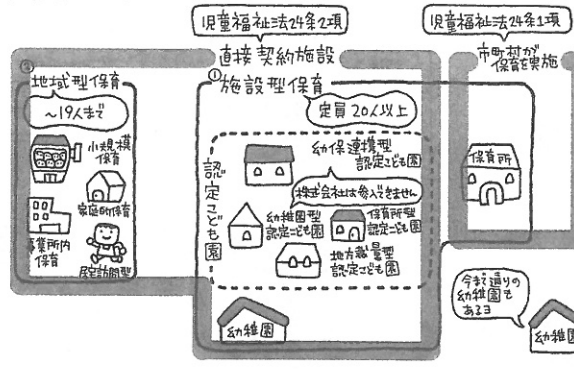 児童福祉法24条2項
直接契約施設
児童福祉法24条1項
市町村が
保育を実施
②
地域型保育
～19人まで
小規模
保育
家庭的保育
事業所内
保育
居宅訪問型
①
施設型保育
定員20人以上
認定こども園
幼保連携型
認定こども園
株式会社は参入できません
幼稚園型
認定こども園
保育所型
認定こども園
地方裁量型
認定こども園
幼稚園
保育所
今まで通りの
幼稚園も
あるヨ
幼稚園